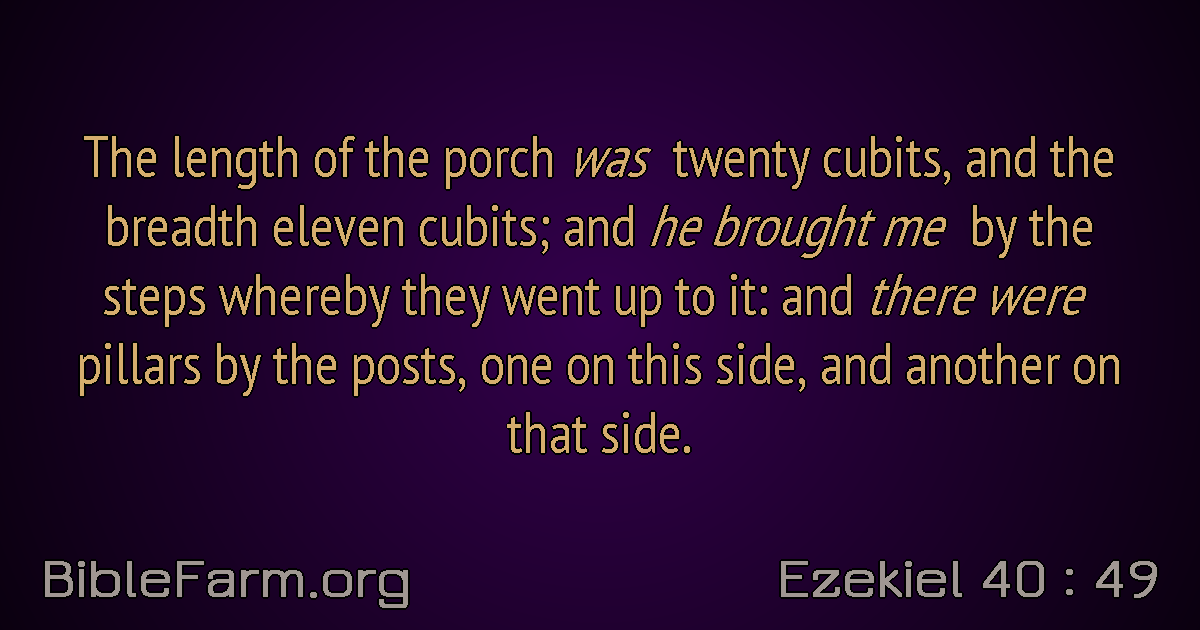 The length of the porch was twenty cubits, and the
breadth eleven cubits; and he brought me by the
steps whereby they went up to it: and there were
pillars by the posts, one on this side, and another on
that side.
BibleFarm.org
Ezekiel 40 : 49